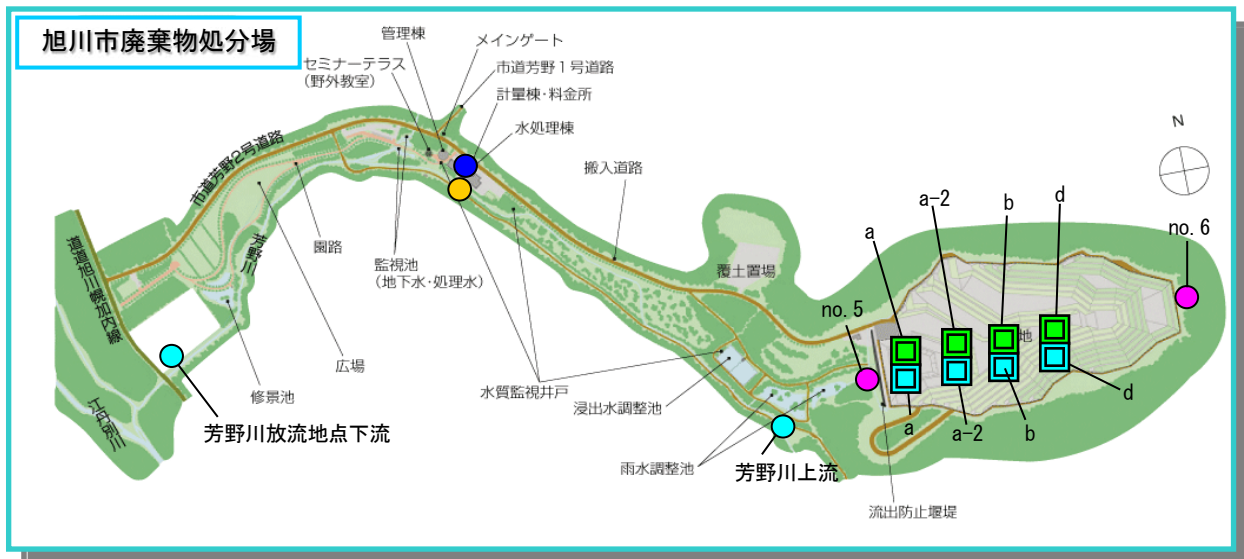 旭川市廃棄物処分場
管理棟
メインゲート
セミナーテラス
(野外教室)
市道芳野1号道路
計量棟・料金所
水処理棟
N
搬入道路
市道芳野2号道路
a-2
b
d
a
no.6
芳野川
園路
監視池
(地下水・処理水)
覆土置場
道道旭川幌加内線
no.5
地
広場
修景池
水質監視井戸
浸出水調整池
d
a
a-2
b
江丹別川
芳野川放流地点下流
雨水調整池
芳野川上流
流出防止堰堤